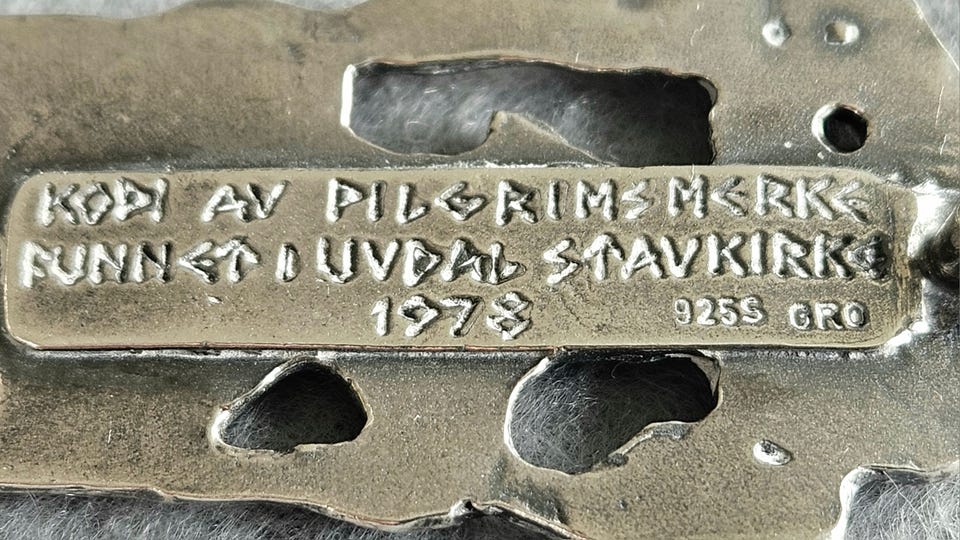 KOPI AV PILGRIMSMERKE
FUNNET I UVDAL STAVKIRKE
1978 925S GRO